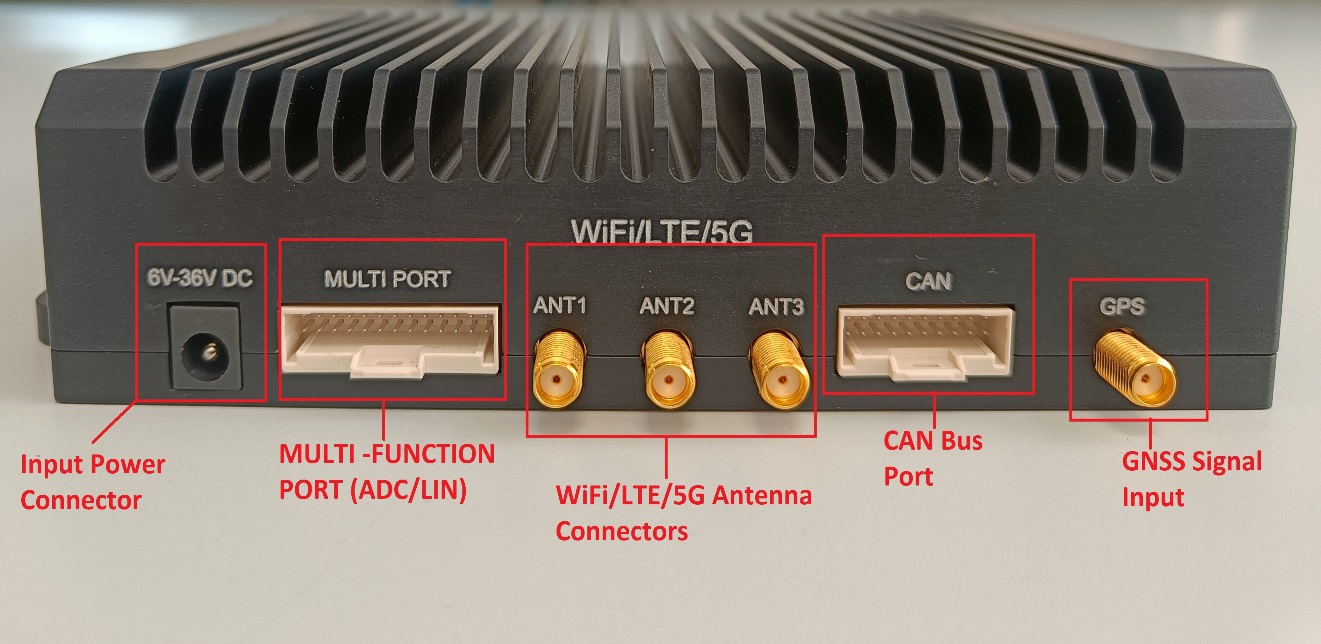 WiFi/LTE/5G
6V-36V DC
MULTI PORT
ANT1
ANT2
ANT3
CAN
GPS
Input Power
Connector
MULTI -FUNCTION
PORT (ADC/LIN)
WiFi/LTE/5G Antenna
Connectors
CAN Bus
Port
GNSS Signal
Input